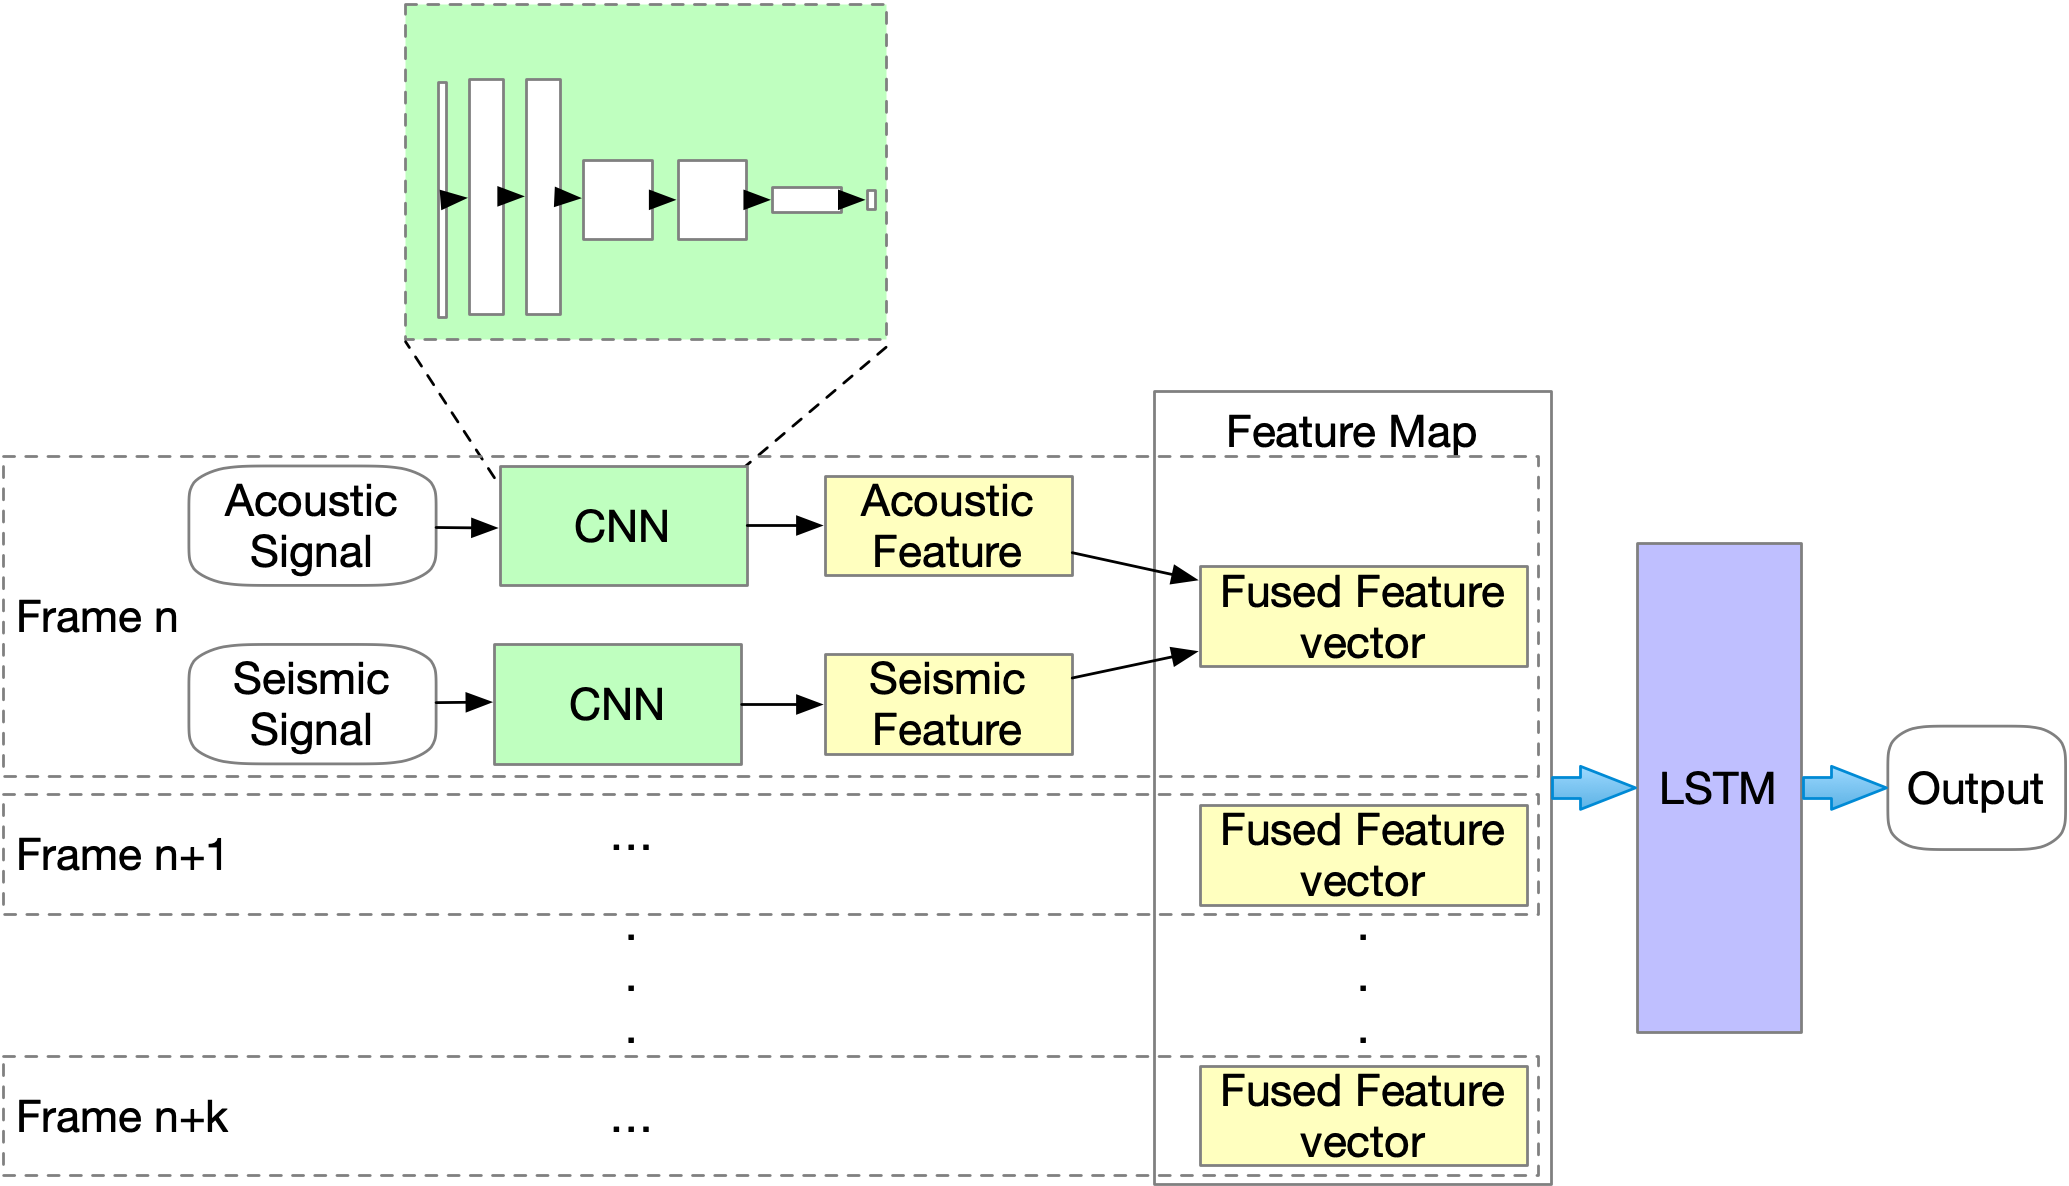 Feature Map
Frame n
Acoustic
Signal
CNN
Acoustic
Feature
Seismic
Signal
CNN
Seismic
Feature
Fused Feature
vector
Frame n+1
...
Fused Feature
vector
.
.
.
.
.
.
Frame n+k
...
Fused Feature
vector
LSTM
Output